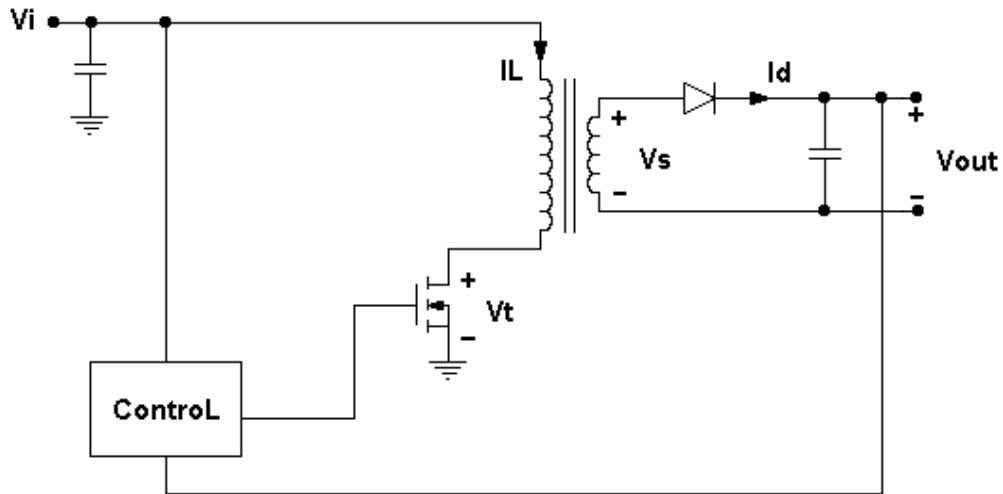 Vi
IL
Id
+
+
Vs
Vout
-
-
+
Vt
-
ControL